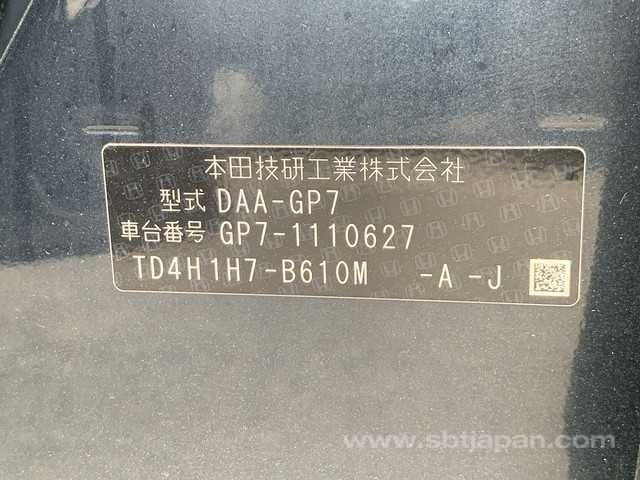 本田技研工業株式会社
型式 DAA-GP7
車台番号 GP7-1110627
TD4H1H7-B610M -A -J
www.sbtjapan.com